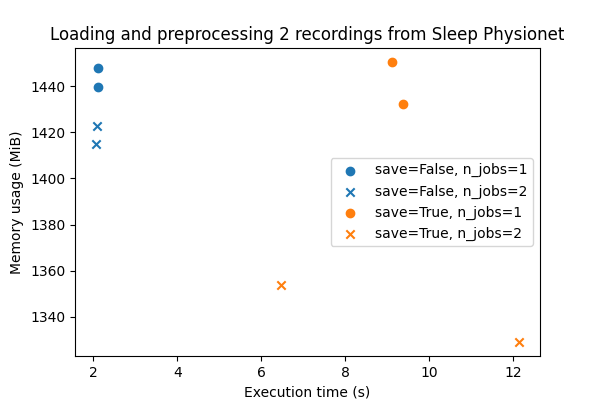 Loading and preprocessing 2 recordings from Sleep Physionet
Memory usage (MiB)
1440
1420
1400
1380
1360
1340
save=False, n_jobs=1
save=False, n_jobs=2
save=True, n_jobs=1
save=True, n_jobs=2
2 4 6 8 10 12
Execution time (s)